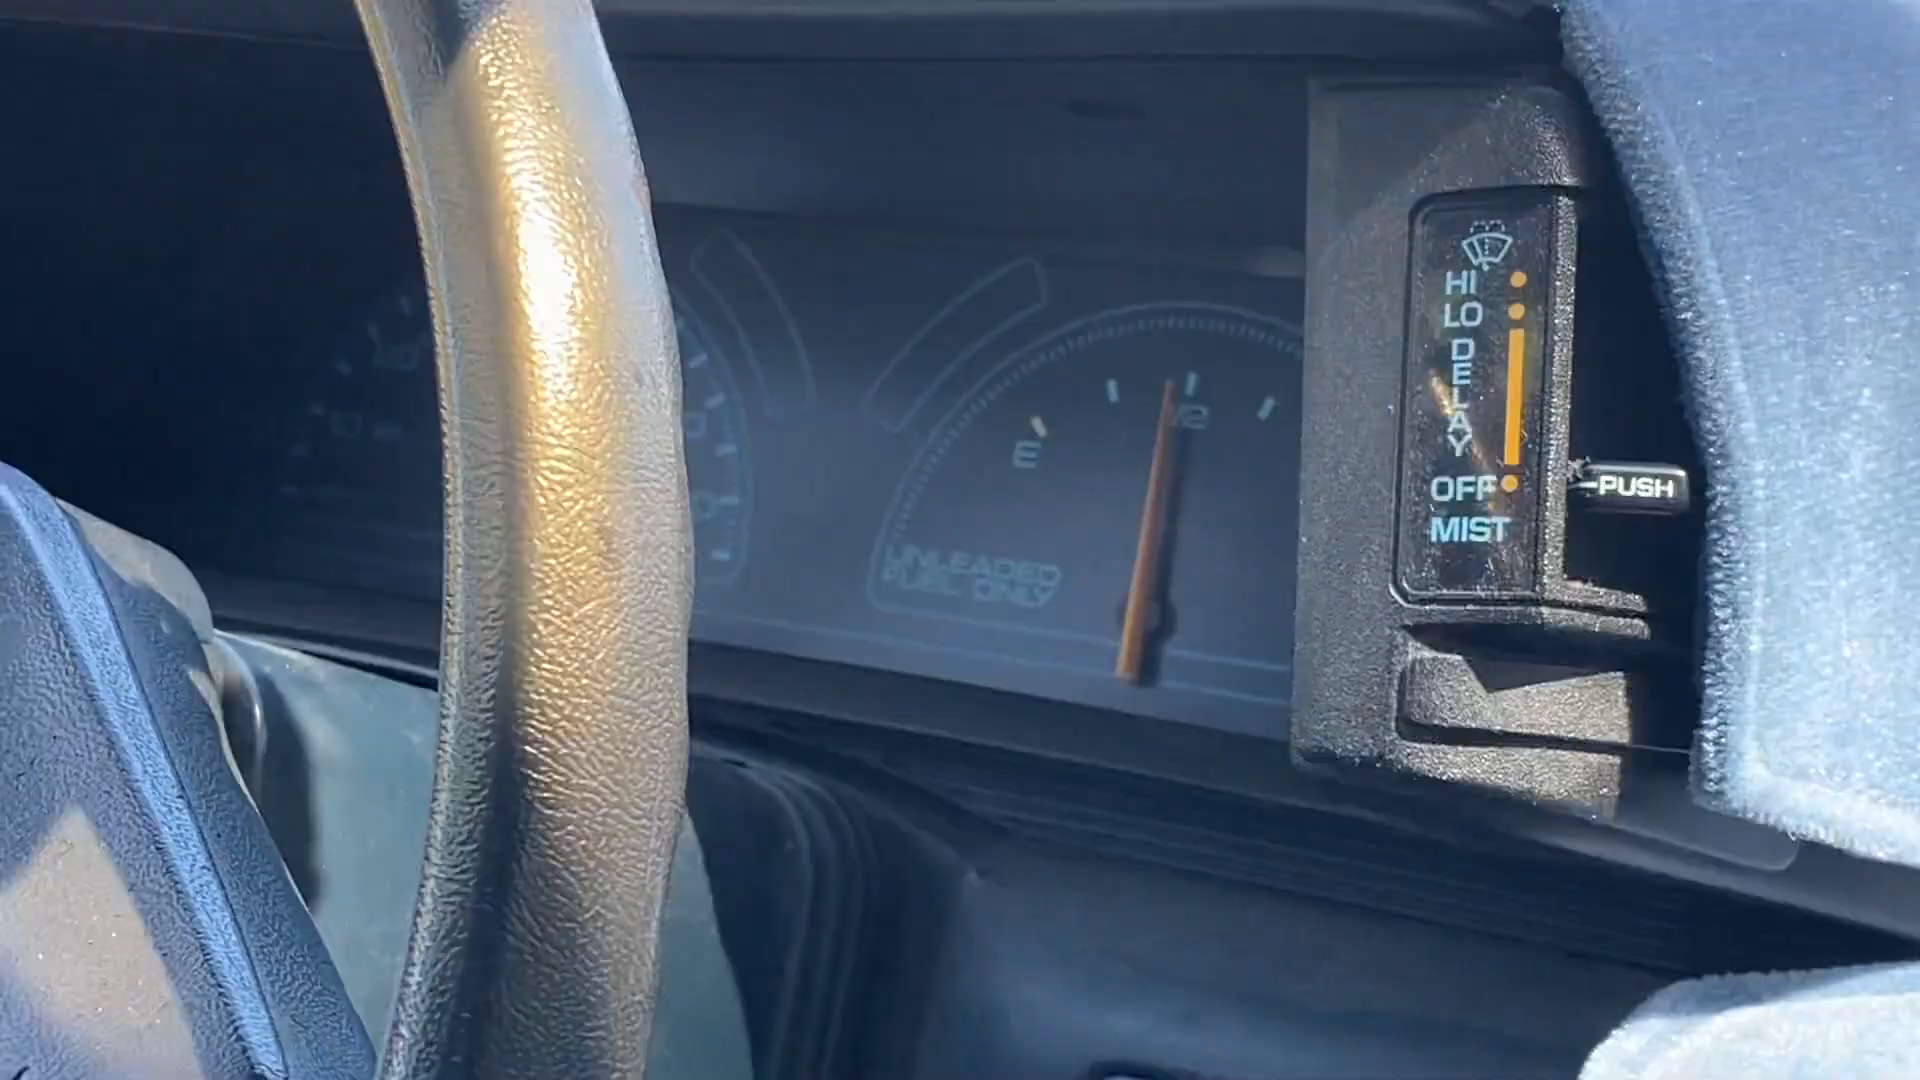 E
1/2
UNLEADED
FUEL ONLY
HI
LO
DELAY
OFF
MIST
PUSH